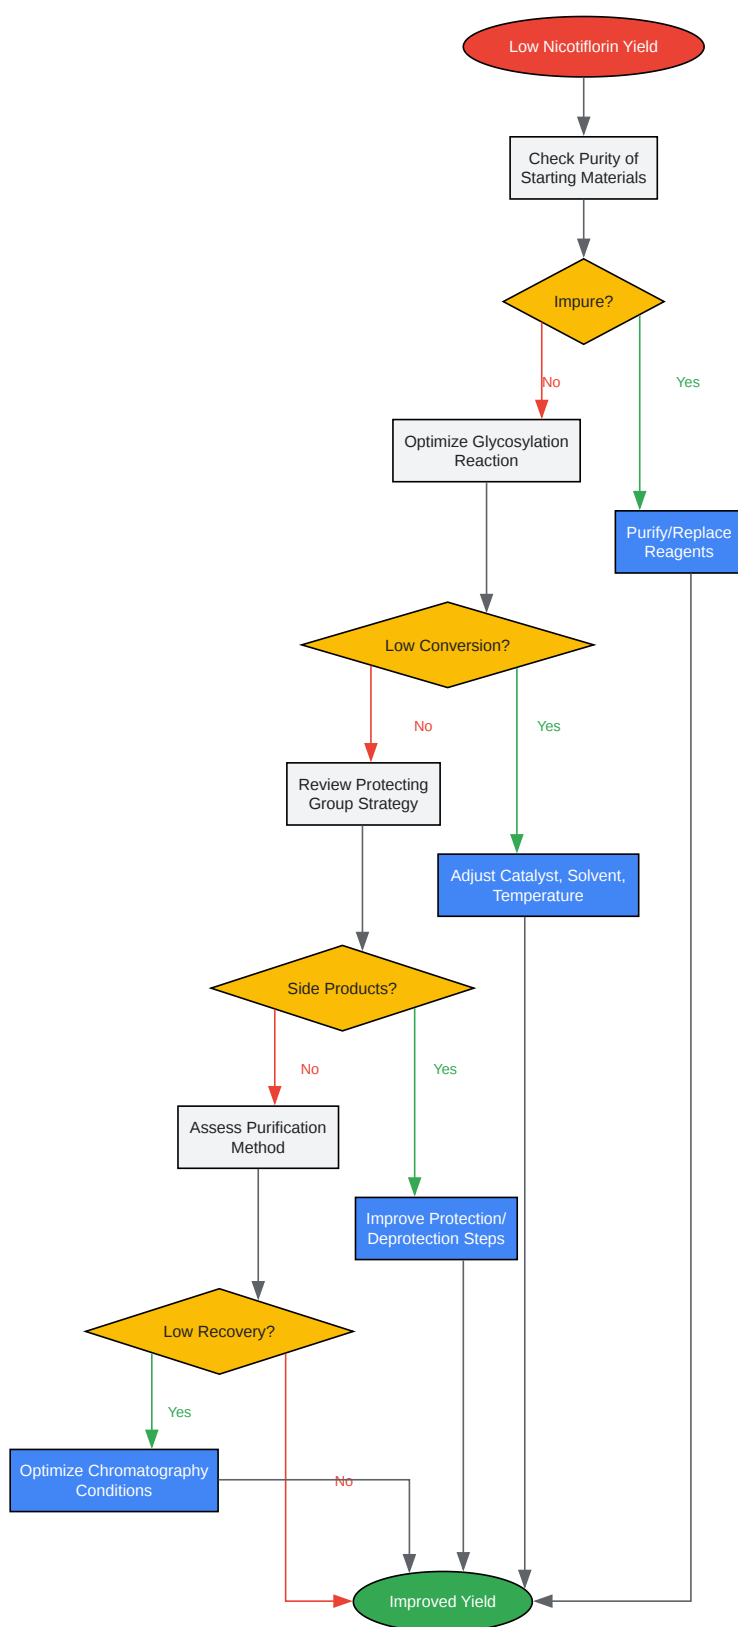 Low Nicotiflorin Yield
Check Purity of
Starting Materials
Impure?
No
Yes
Optimize Glycosylation
Reaction
Purify/Replace
Reagents
Low Conversion?
No
Yes
Review Protecting
Group Strategy
Adjust Catalyst, Solvent,
Temperature
Side Products?
No
Yes
Assess Purification
Method
Improve Protection/
Deprotection Steps
Low Recovery?
Yes
Optimize Chromatography
Conditions
No
Improved Yield